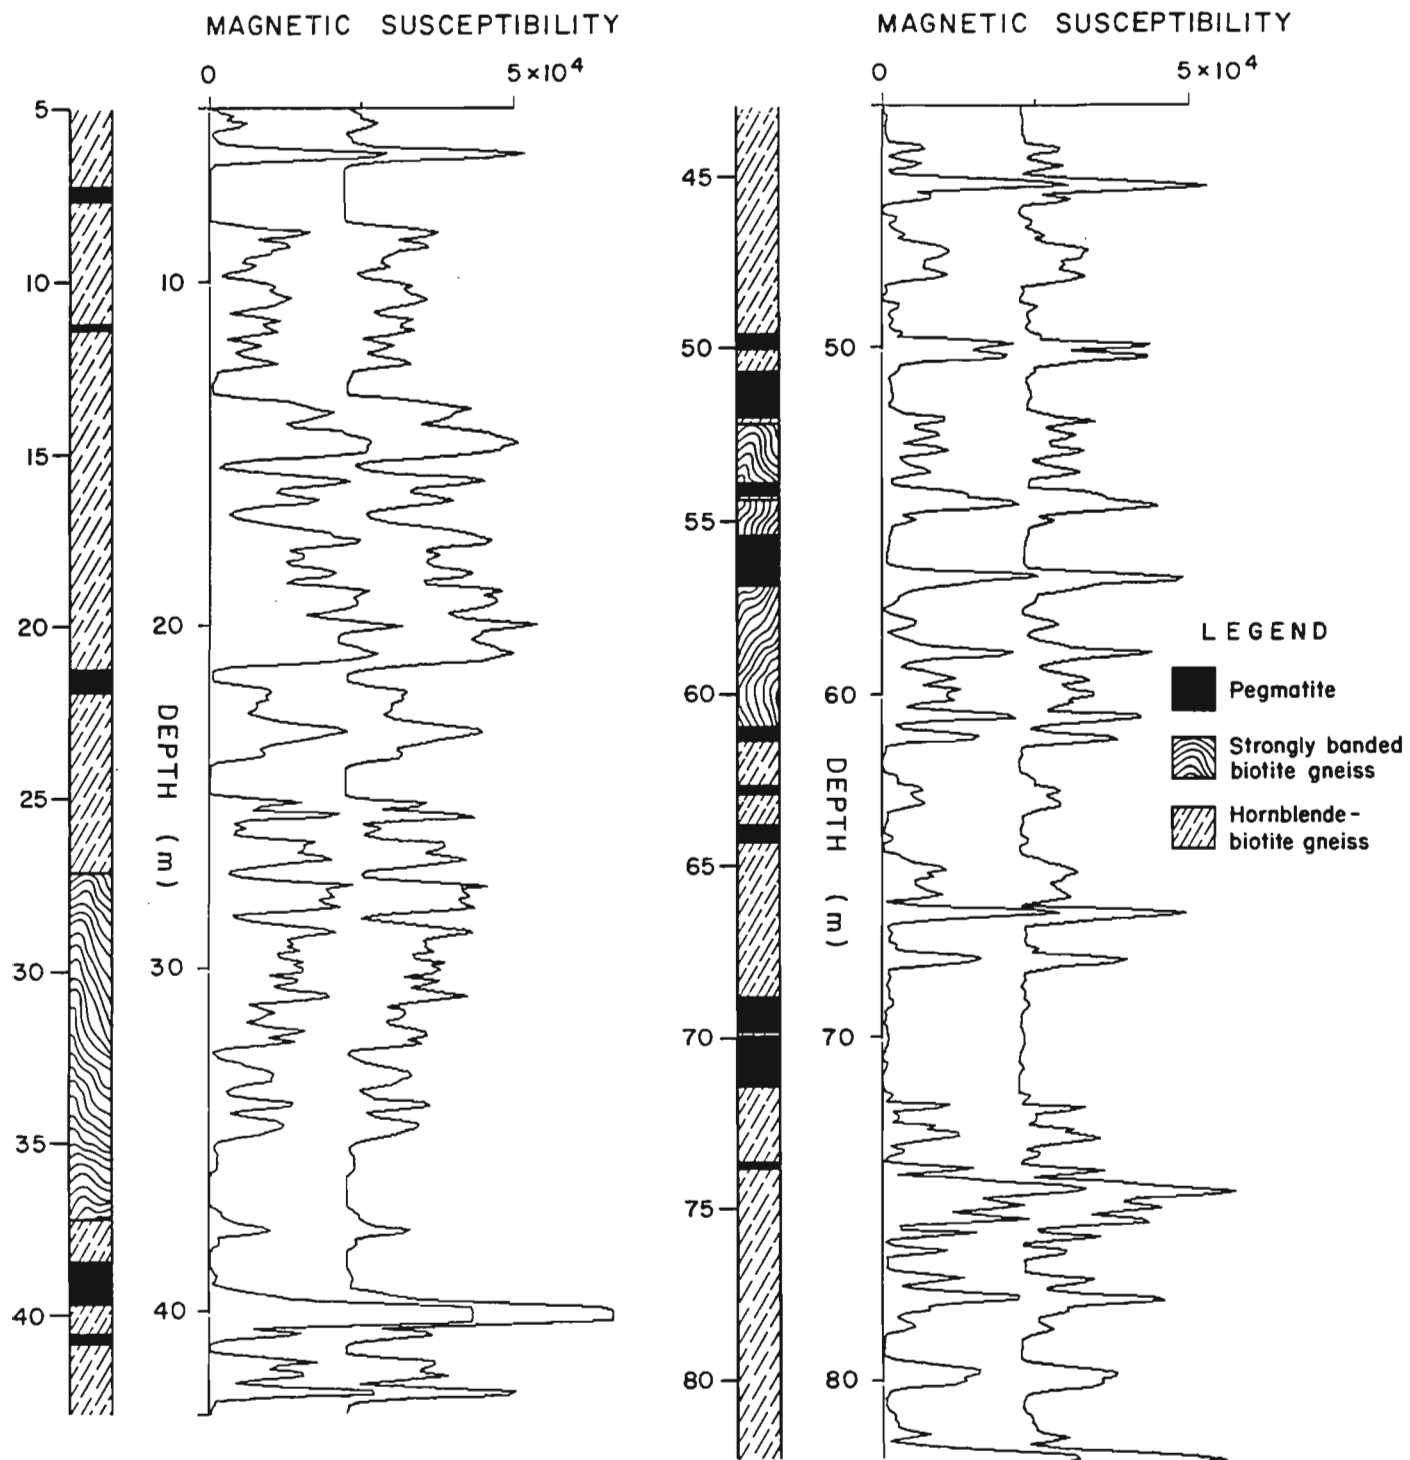 MAGNETIC SUSCEPTIBILITY
0 5×10⁴
5
10
15
20
25
30
35
40
10
20
30
40
DEPTH (m)
MAGNETIC SUSCEPTIBILITY
0 5×10⁴
45
50
55
60
65
70
75
80
50
60
70
80
DEPTH (m)
LEGEND
Pegmatite
Strongly banded
biotite gneiss
Hornblende-
biotite gneiss